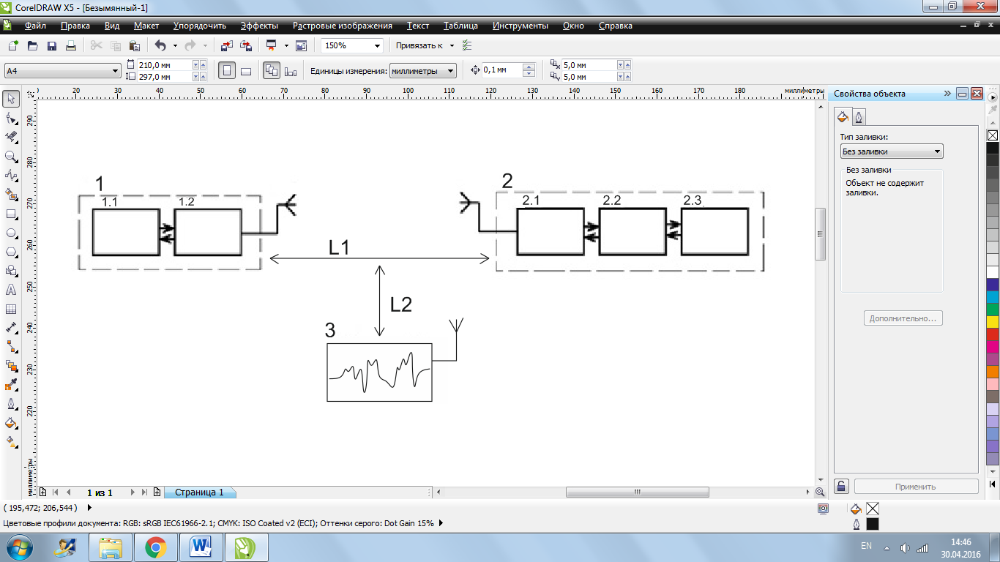 CorelDRAW X5 - [Безымянный-1]
Файл Правка Вид Макет Упорядочить Эффекты Растровые изображения Текст Таблица Инструменты Окно Справка
150% Привязать к
A4 210,0 мм 297,0 мм Единицы измерения: миллиметры 0,1 мм 5,0 мм 5,0 мм
20 30 40 50 60 70 80 90 100 110 120 130 140 150 160 170 180 миллиметры
290 280 270 260 250 240 230 220 миллиметры
1
1.1 1.2
2
2.1 2.2 2.3
L1
L2
3
Свойства объекта
Тип заливки:
Без заливки
Без заливки
Объект не содержит
заливки.
Дополнительно...
Применить
1 из 1 Страница 1
( 195,472; 206,544 )
Цветовые профили документа: RGB: sRGB IEC61966-2.1; CMYK: ISO Coated v2 (ECI); Оттенки серого: Dot Gain 15%
EN 14:46
30.04.2016